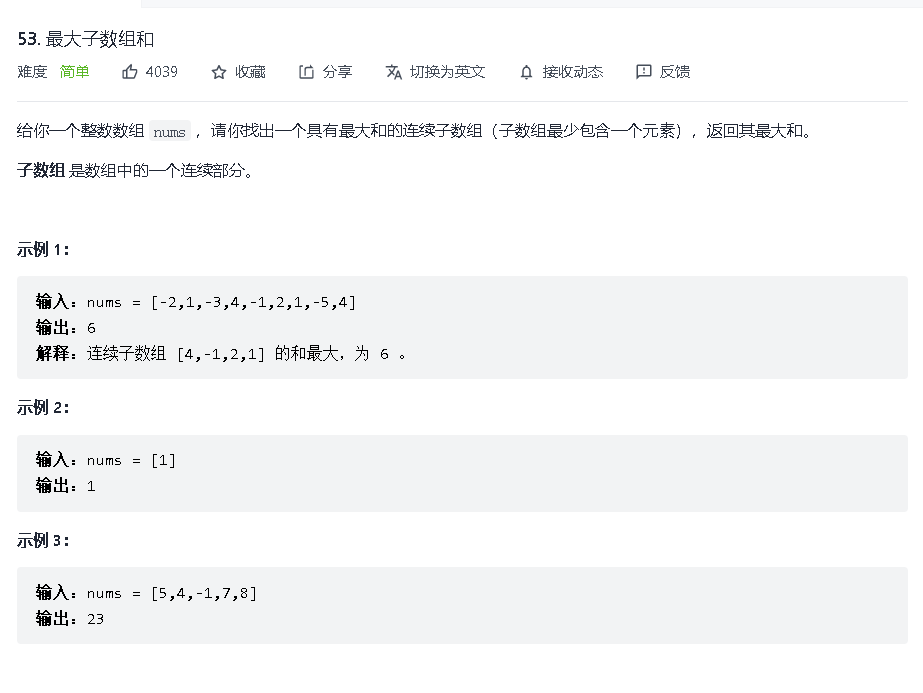 53. 最大子数组和
难度 简单 4039 收藏 分享 切换为英文 接收动态 反馈
给你一个整数数组 nums ，请你找出一个具有最大和的连续子数组（子数组最少包含一个元素），返回其最大和。
子数组 是数组中的一个连续部分。
示例 1：
输入：nums = [-2,1,-3,4,-1,2,1,-5,4]
输出：6
解释：连续子数组 [4,-1,2,1] 的和最大，为 6 。
示例 2：
输入：nums = [1]
输出：1
示例 3：
输入：nums = [5,4,-1,7,8]
输出：23